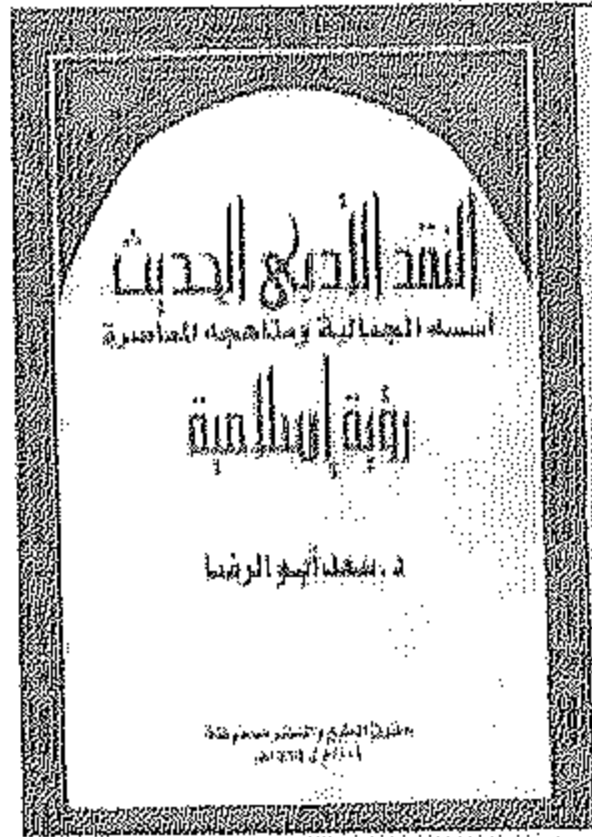 النقد الأدبي الحديث
أسسه الجمالية ومناهجه المعاصرة
رؤية إسلامية
د. سعد أبو الرضا